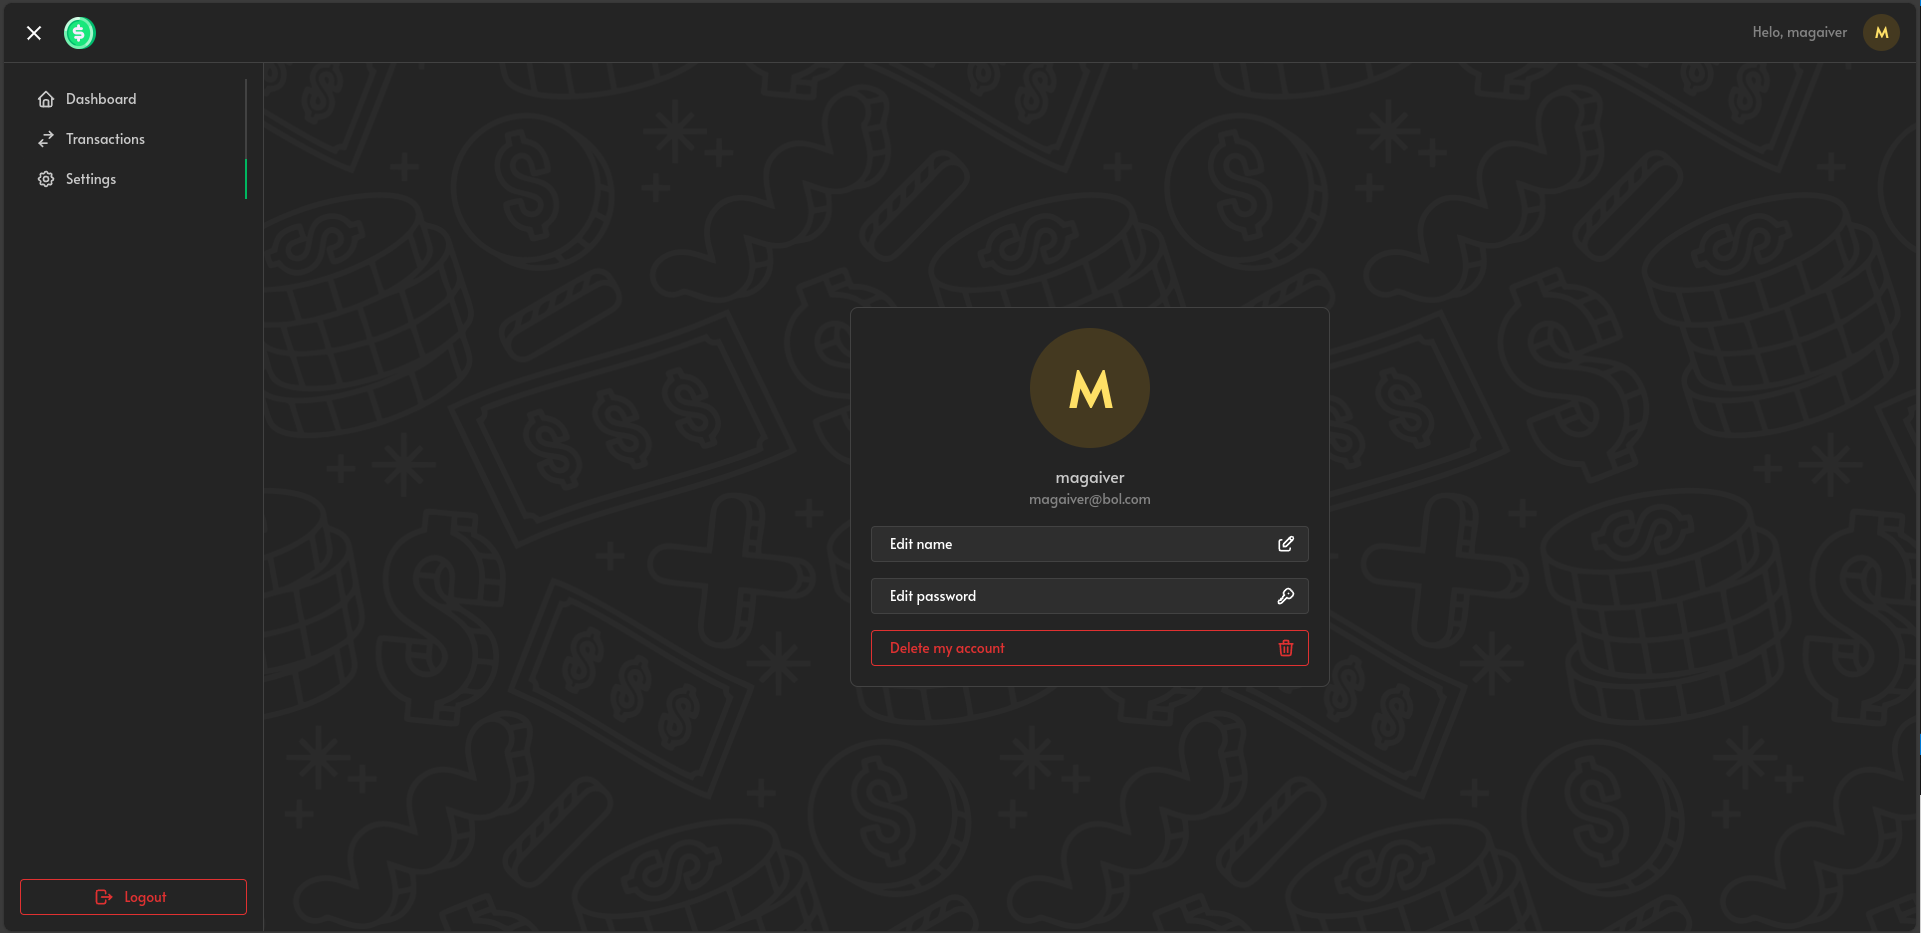 Helo, magaiver
M
Dashboard
Transactions
Settings
M
magaiver
magaiver@bol.com
Edit name
Edit password
Delete my account
Logout